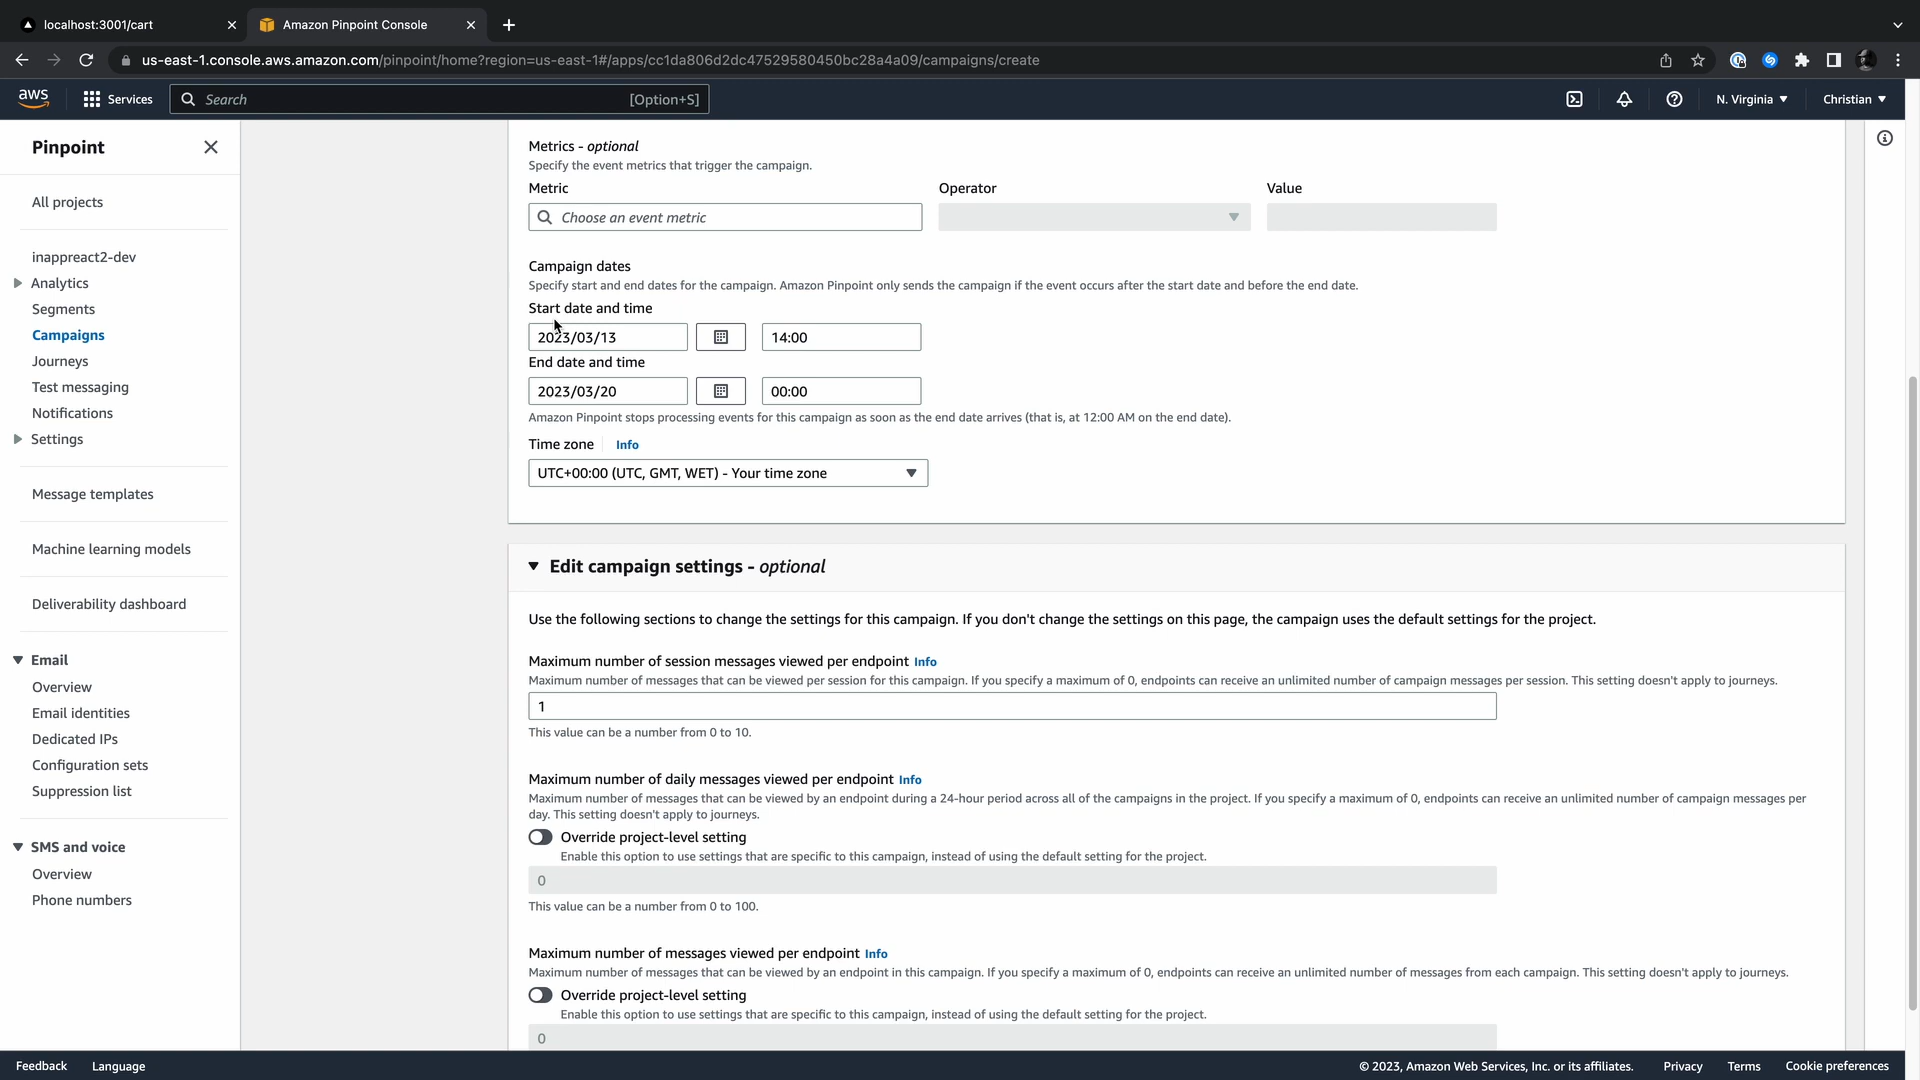 localhost:3001/cart
Amazon Pinpoint Console
us-east-1.console.aws.amazon.com/pinpoint/home?region=us-east-1#/apps/cc1da806d2dc47529580450bc28a4a09/campaigns/create
aws
Services
Search
[Option+S]
N. Virginia
Christian
Pinpoint
All projects
inappreact2-dev
Analytics
Segments
Campaigns
Journeys
Test messaging
Notifications
Settings
Message templates
Machine learning models
Deliverability dashboard
Email
Overview
Email identities
Dedicated IPs
Configuration sets
Suppression list
SMS and voice
Overview
Phone numbers
Metrics - optional
Specify the event metrics that trigger the campaign.
Metric
Operator
Value
Choose an event metric
Campaign dates
Specify start and end dates for the campaign. Amazon Pinpoint only sends the campaign if the event occurs after the start date and before the end date.
Start date and time
2023/03/13
14:00
End date and time
2023/03/20
00:00
Amazon Pinpoint stops processing events for this campaign as soon as the end date arrives (that is, at 12:00 AM on the end date).
Time zone
Info
UTC+00:00 (UTC, GMT, WET) - Your time zone
Edit campaign settings - optional
Use the following sections to change the settings for this campaign. If you don't change the settings on this page, the campaign uses the default settings for the project.
Maximum number of session messages viewed per endpoint Info
Maximum number of messages that can be viewed per session for this campaign. If you specify a maximum of 0, endpoints can receive an unlimited number of campaign messages per session. This setting doesn't apply to journeys.
1
This value can be a number from 0 to 10.
Maximum number of daily messages viewed per endpoint Info
Maximum number of messages that can be viewed by an endpoint during a 24-hour period across all of the campaigns in the project. If you specify a maximum of 0, endpoints can receive an unlimited number of campaign messages per
day. This setting doesn't apply to journeys.
Override project-level setting
Enable this option to use settings that are specific to this campaign, instead of using the default setting for the project.
0
This value can be a number from 0 to 100.
Maximum number of messages viewed per endpoint Info
Maximum number of messages that can be viewed by an endpoint in this campaign. If you specify a maximum of 0, endpoints can receive an unlimited number of messages from each campaign. This setting doesn't apply to journeys.
Override project-level setting
Enable this option to use settings that are specific to this campaign, instead of using the default setting for the project.
0
Feedback
Language
© 2023, Amazon Web Services, Inc. or its affiliates.
Privacy
Terms
Cookie preferences